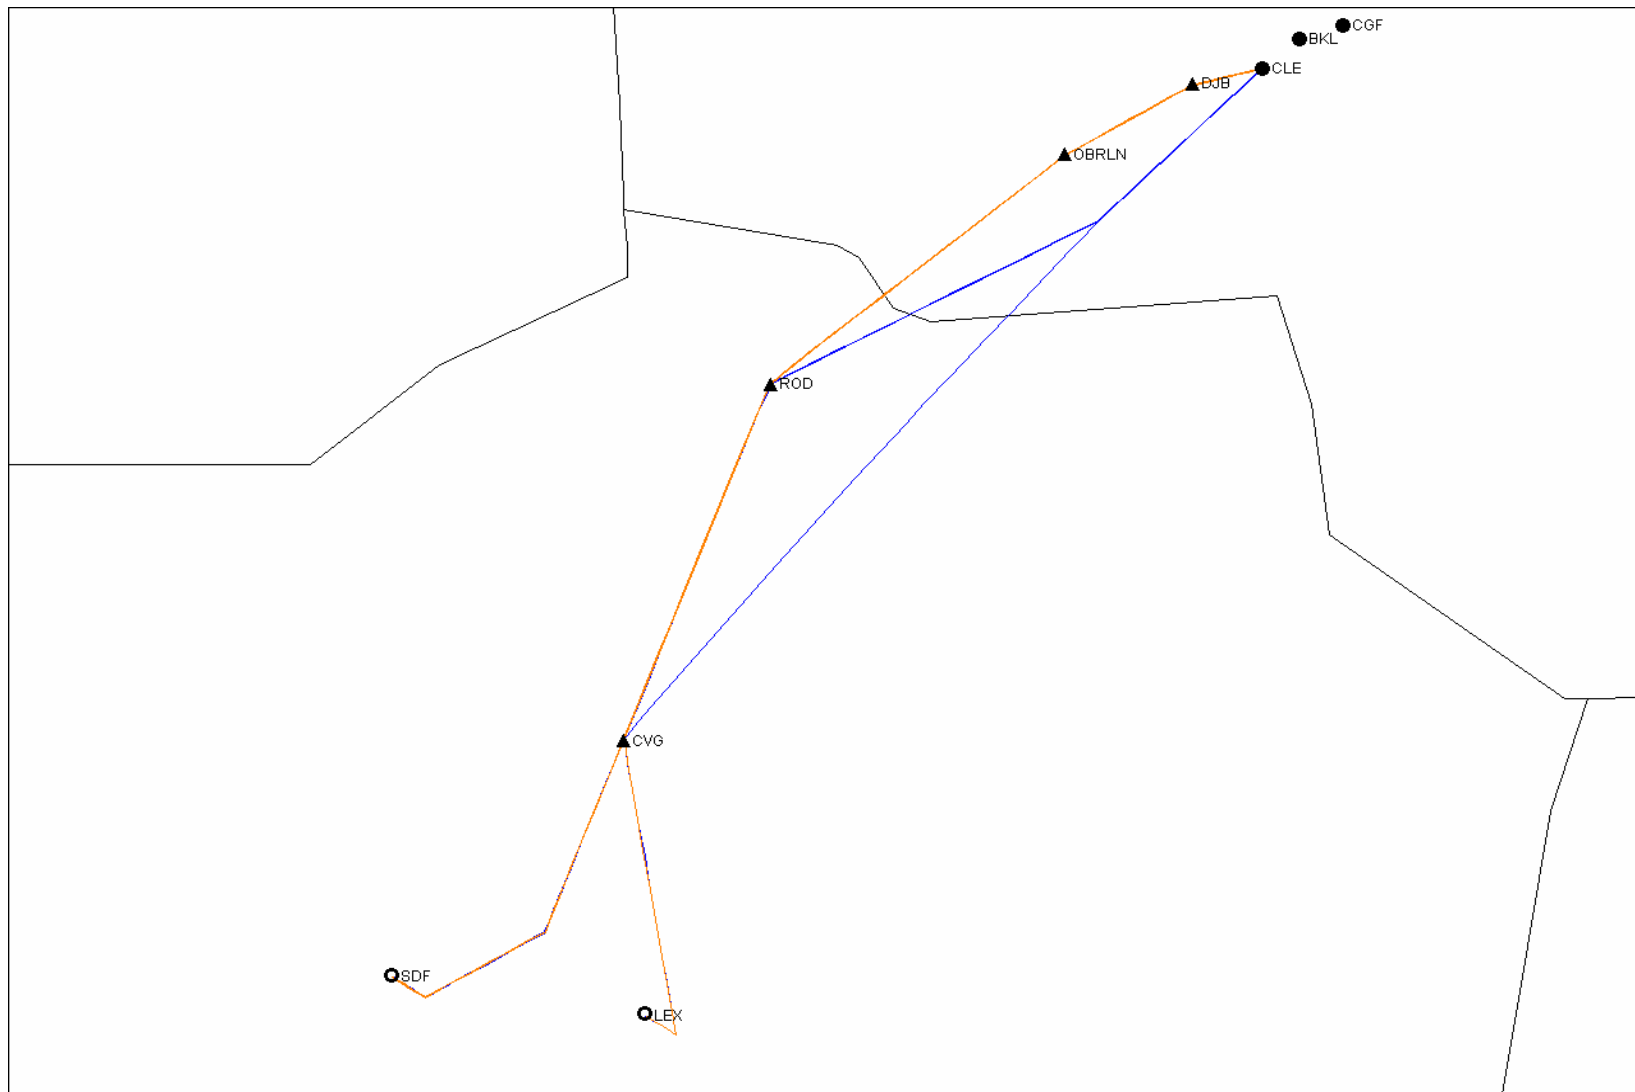 CGF
BKL
CLE
DJB
OBRLN
ROD
CVG
SDF
LEX